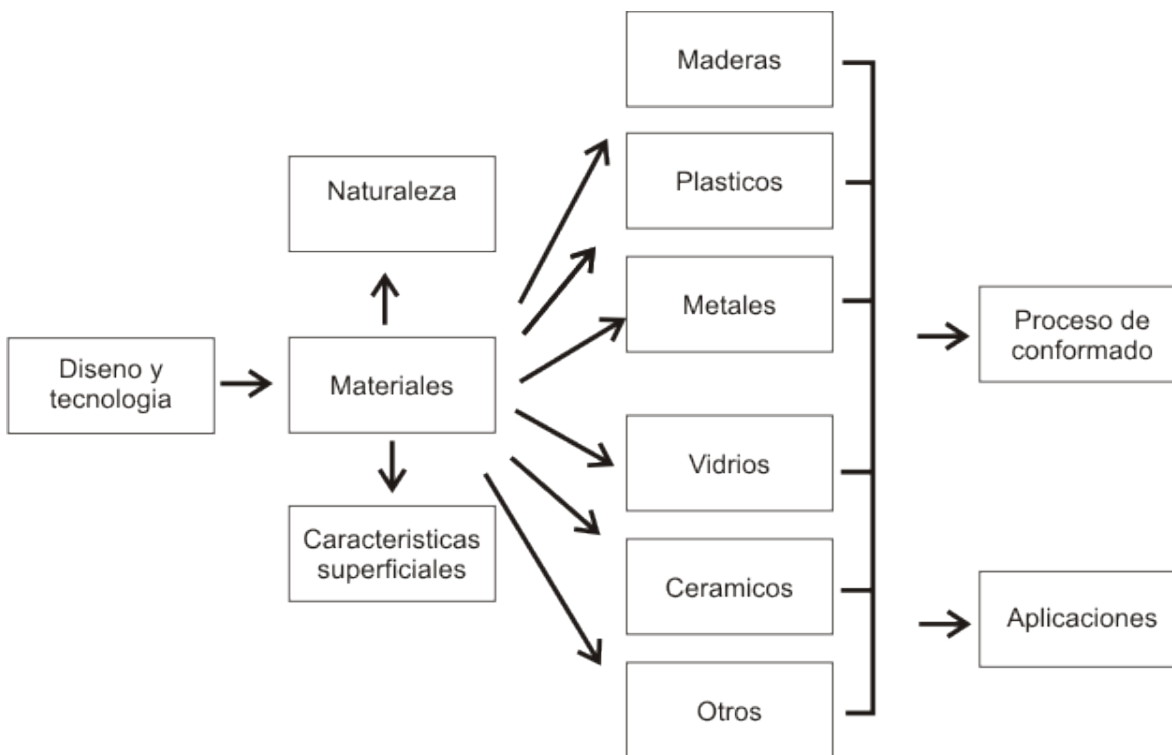 Maderas
Naturaleza
Plasticos
Metales
Diseno y
tecnologia
Materiales
Proceso de
conformado
Vidrios
Caracteristicas
superficiales
Ceramicos
Aplicaciones
Otros